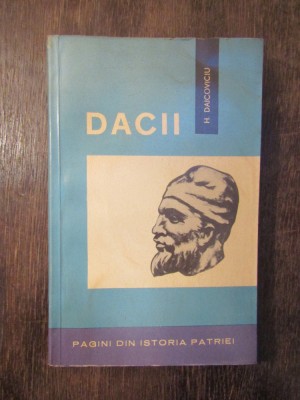 DACII
H. DAICOVICIU
PAGINI DIN ISTORIA PATRIEI